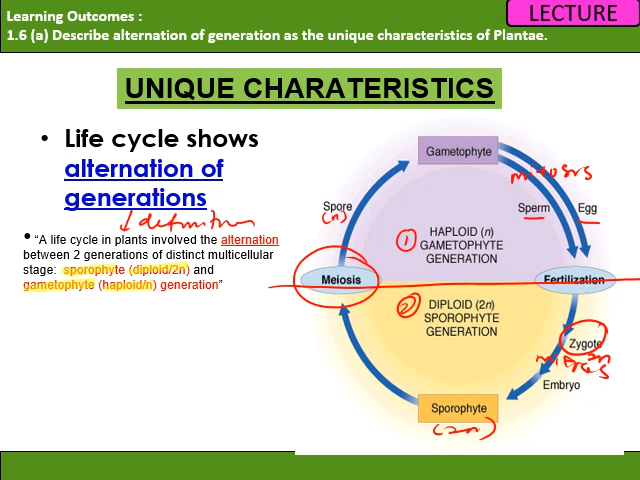 Learning Outcomes :
1.6 (a) Describe alternation of generation as the unique characteristics of Plantae.
LECTURE
UNIQUE CHARATERISTICS
• Life cycle shows
alternation of
generations
definition
• “A life cycle in plants involved the alternation
between 2 generations of distinct multicellular
stage: sporophyte (diploid/2n) and
gametophyte (haploid/n) generation”
Gametophyte
mitosis
Spore
(n)
Sperm
Egg
1
HAPLOID (n)
GAMETOPHYTE
GENERATION
Meiosis
Fertilization
2
DIPLOID (2n)
SPOROPHYTE
GENERATION
Zygote
2n
mitosis
Embryo
Sporophyte
(2n)